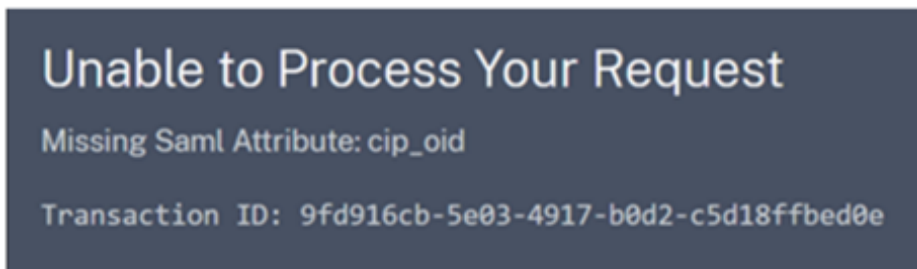 Unable to Process Your Request
Missing Saml Attribute: cip_oid
Transaction ID: 9fd916cb-5e03-4917-b0d2-c5d18ffbed0e